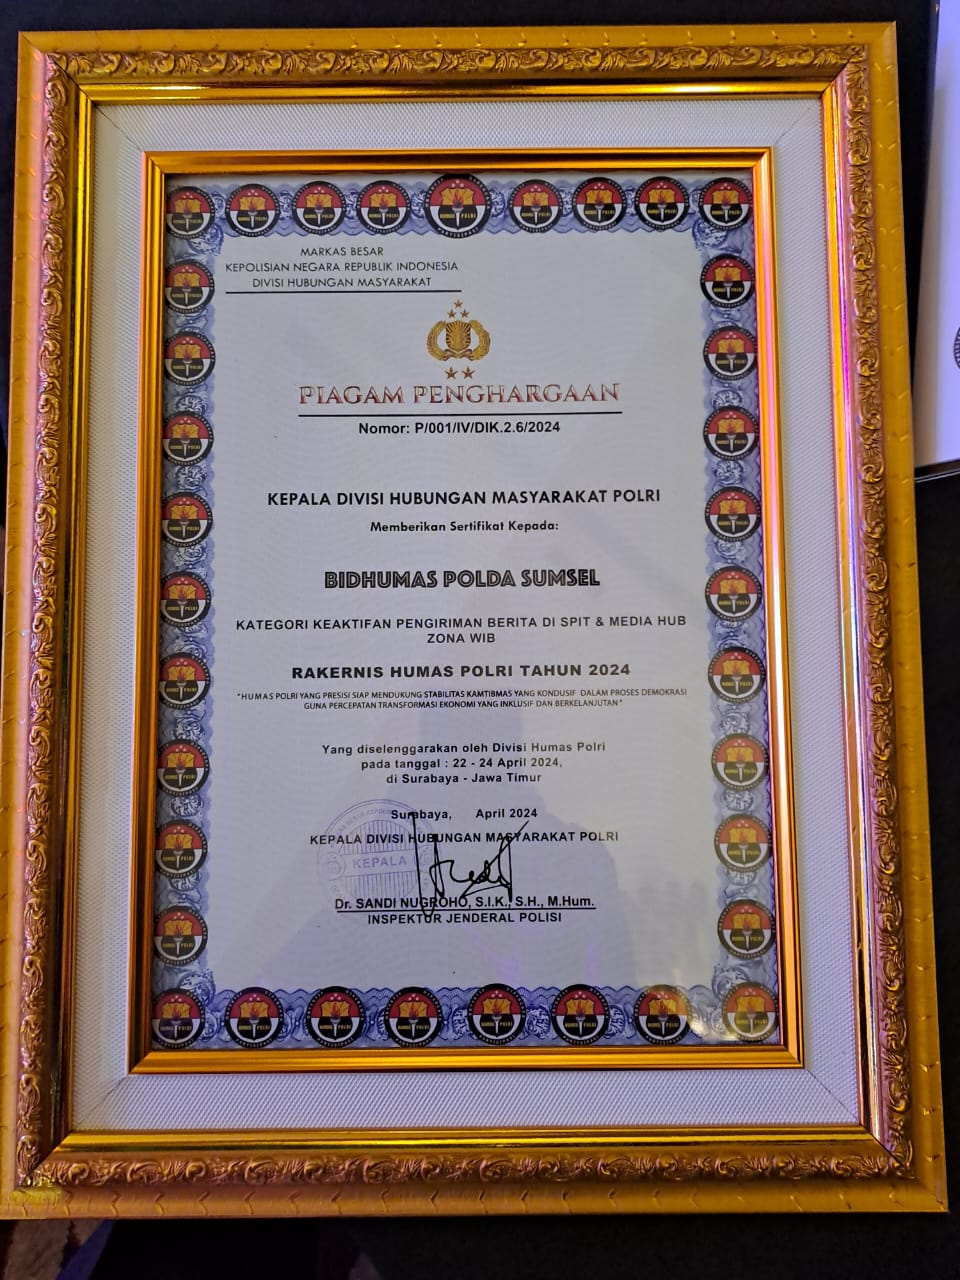 MARKAS BESAR
KEPOLISIAN NEGARA REPUBLIK INDONESIA
DIVISI HUBUNGAN MASYARAKAT
PIAGAM PENGHARGAAN
Nomor: P/001/IV/DIK.2.6/2024
KEPALA DIVISI HUBUNGAN MASYARAKAT POLRI
Memberikan Sertifikat Kepada:
BIDHUMAS POLDA SUMSEL
KATEGORI KEAKTIFAN PENGIRIMAN BERITA DI SPIT & MEDIA HUB
ZONA WIB
RAKERNIS HUMAS POLRI TAHUN 2024
"HUMAS POLRI YANG PRESISI SIAP MENDUKUNG STABILITAS KAMTIBMAS YANG KONDUSIF DALAM PROSES DEMOKRASI
GUNA PERCEPATAN TRANSFORMASI EKONOMI YANG INKLUSIF DAN BERKELANJUTAN"
Yang diselenggarakan oleh Divisi Humas Polri
pada tanggal : 22 - 24 April 2024,
di Surabaya - Jawa Timur
Surabaya, April 2024
KEPALA DIVISI HUBUNGAN MASYARAKAT POLRI
KEPALA
Dr. SANDI NUGROHO, S.I.K., S.H., M.Hum.
INSPEKTUR JENDERAL POLISI